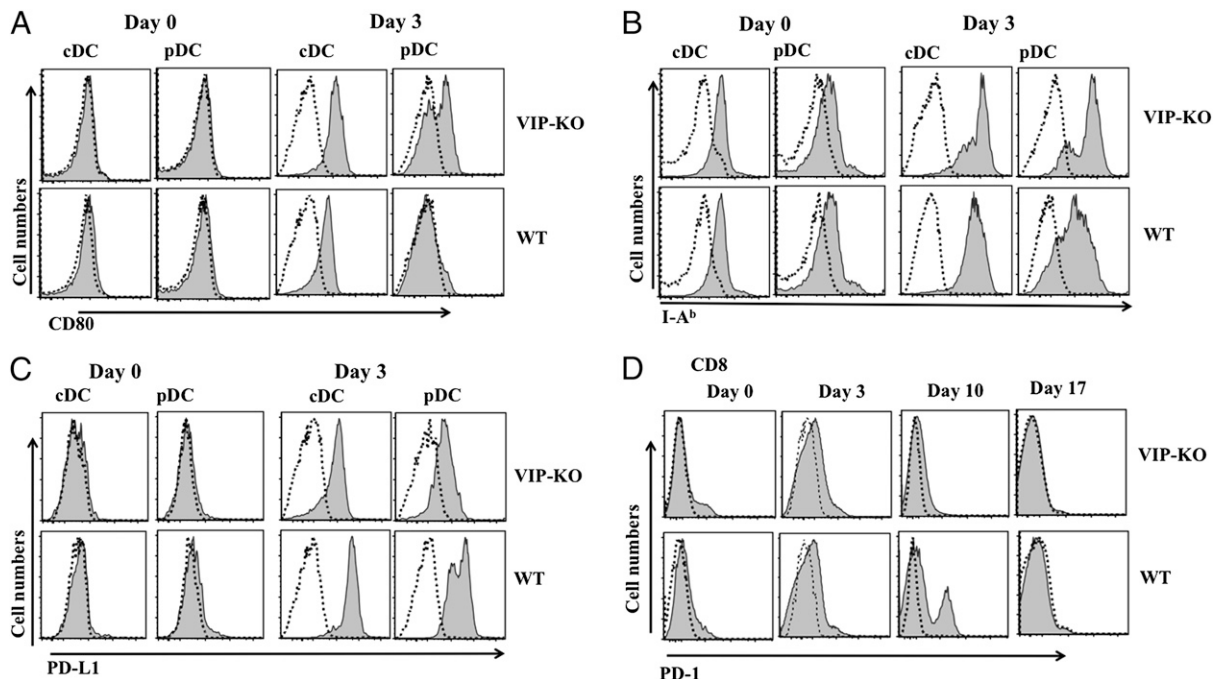 A
Day 0
Day 3
cDC
pDC
cDC
pDC
VIP-KO
WT
Cell numbers
CD80
B
Day 0
Day 3
cDC
pDC
cDC
pDC
VIP-KO
WT
Cell numbers
I-Aᵇ
C
Day 0
Day 3
cDC
pDC
cDC
pDC
VIP-KO
WT
Cell numbers
PD-L1
D
CD8
Day 0
Day 3
Day 10
Day 17
VIP-KO
WT
Cell numbers
PD-1